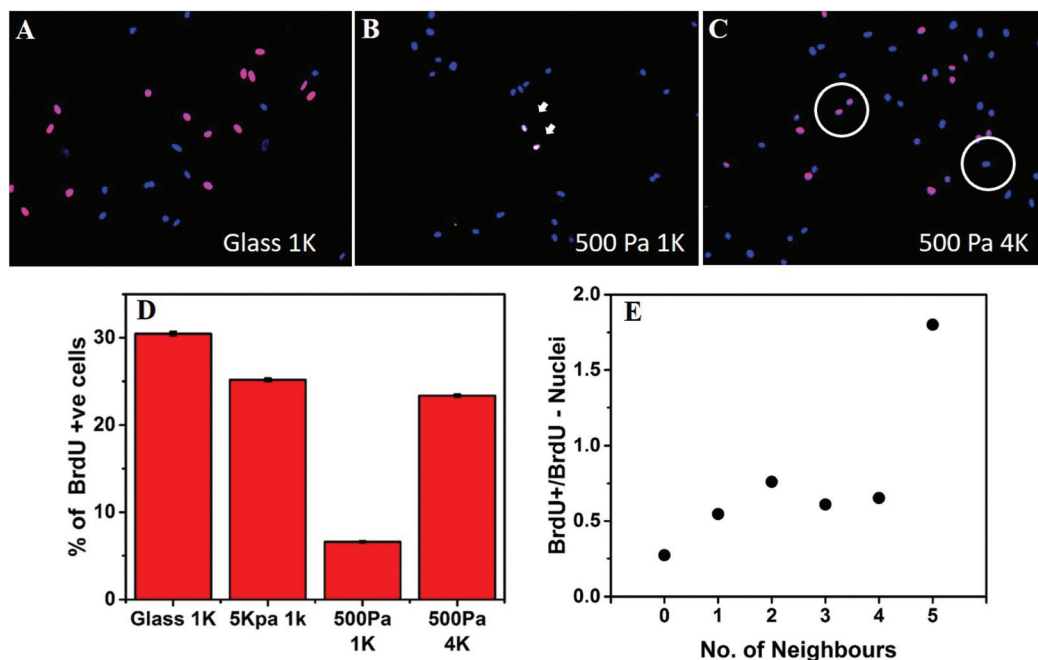 A
Glass 1K
B
500 Pa 1K
C
500 Pa 4K
D
% of BrdU +ve cells
30
20
10
0
Glass 1K
5Kpa 1k
500Pa
1K
500Pa
4K
E
BrdU+/BrdU - Nuclei
2.0
1.5
1.0
0.5
0.0
0
1
2
3
4
5
No. of Neighbours